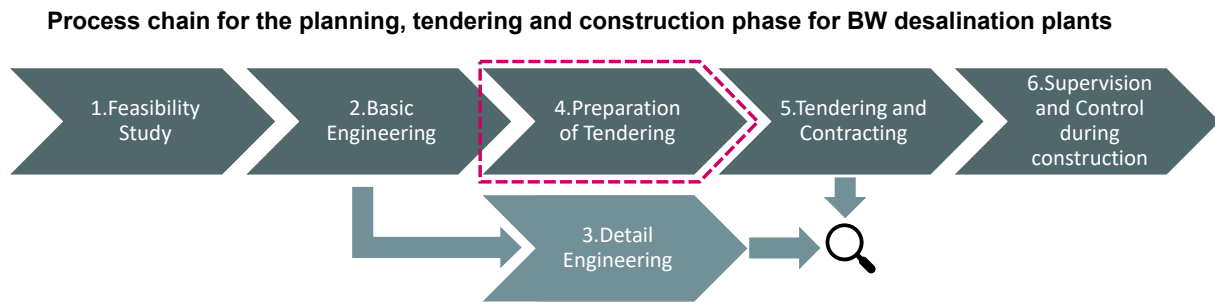 Process chain for the planning, tendering and construction phase for BW desalination plants
1.Feasibility
Study
2.Basic
Engineering
4.Preparation
of Tendering
5.Tendering and
Contracting
6.Supervision
and Control
during
construction
3.Detail
Engineering